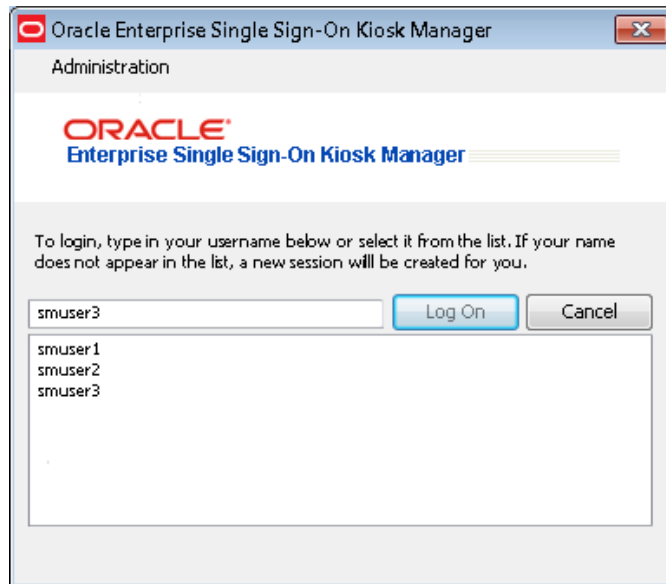 Oracle Enterprise Single Sign-On Kiosk Manager
Administration
ORACLE
Enterprise Single Sign-On Kiosk Manager
To login, type in your username below or select it from the list. If your name
does not appear in the list, a new session will be created for you.
smuser3 Log On Cancel
smuser1
smuser2
smuser3